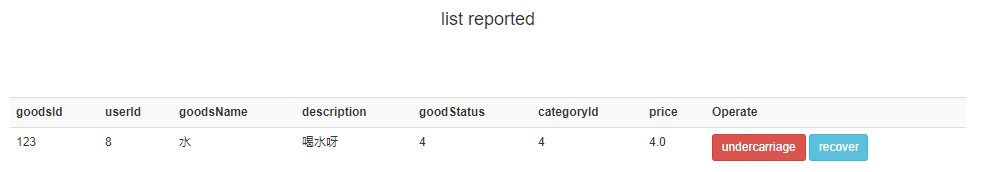 list reported
goodsId userId goodsName description goodStatus categoryId price Operate
123 8 水 喝水呀 4 4 4.0 undercarriage recover